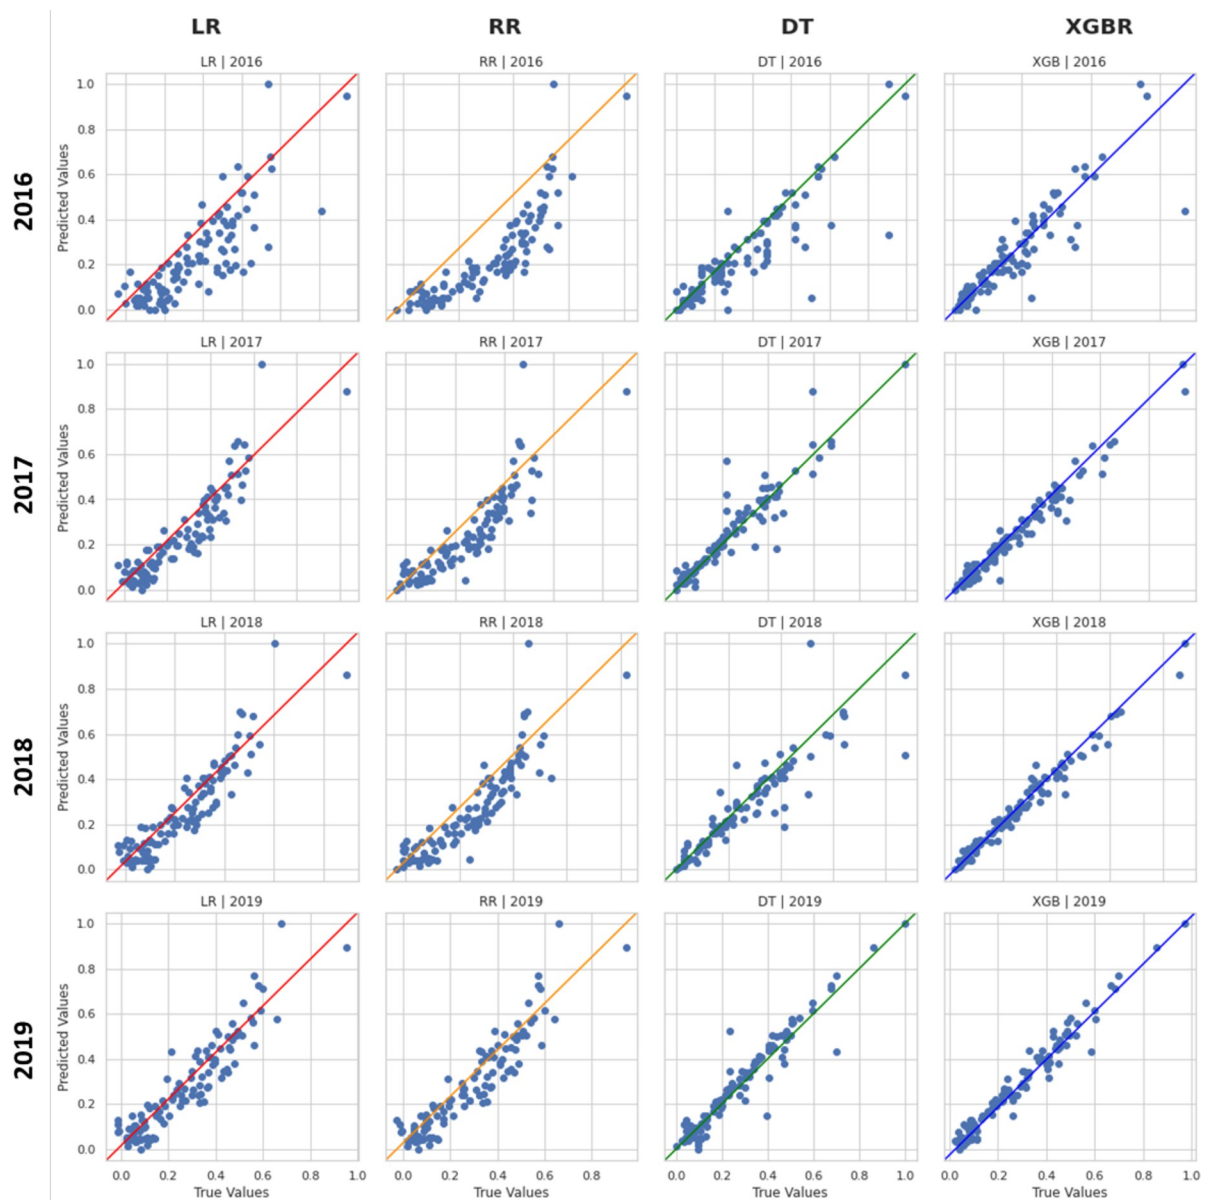 LR RR DT XGBR
LR | 2016 RR | 2016 DT | 2016 XGB | 2016
2016
Predicted Values
1.0
0.8
0.6
0.4
0.2
0.0
LR | 2017 RR | 2017 DT | 2017 XGB | 2017
2017
Predicted Values
1.0
0.8
0.6
0.4
0.2
0.0
LR | 2018 RR | 2018 DT | 2018 XGB | 2018
2018
Predicted Values
1.0
0.8
0.6
0.4
0.2
0.0
LR | 2019 RR | 2019 DT | 2019 XGB | 2019
2019
Predicted Values
1.0
0.8
0.6
0.4
0.2
0.0
0.0 0.2 0.4 0.6 0.8 1.0 0.0 0.2 0.4 0.6 0.8 0.0 0.2 0.4 0.6 0.8 1.0 0.0 0.2 0.4 0.6 0.8 1.0
True Values True Values True Values True Values